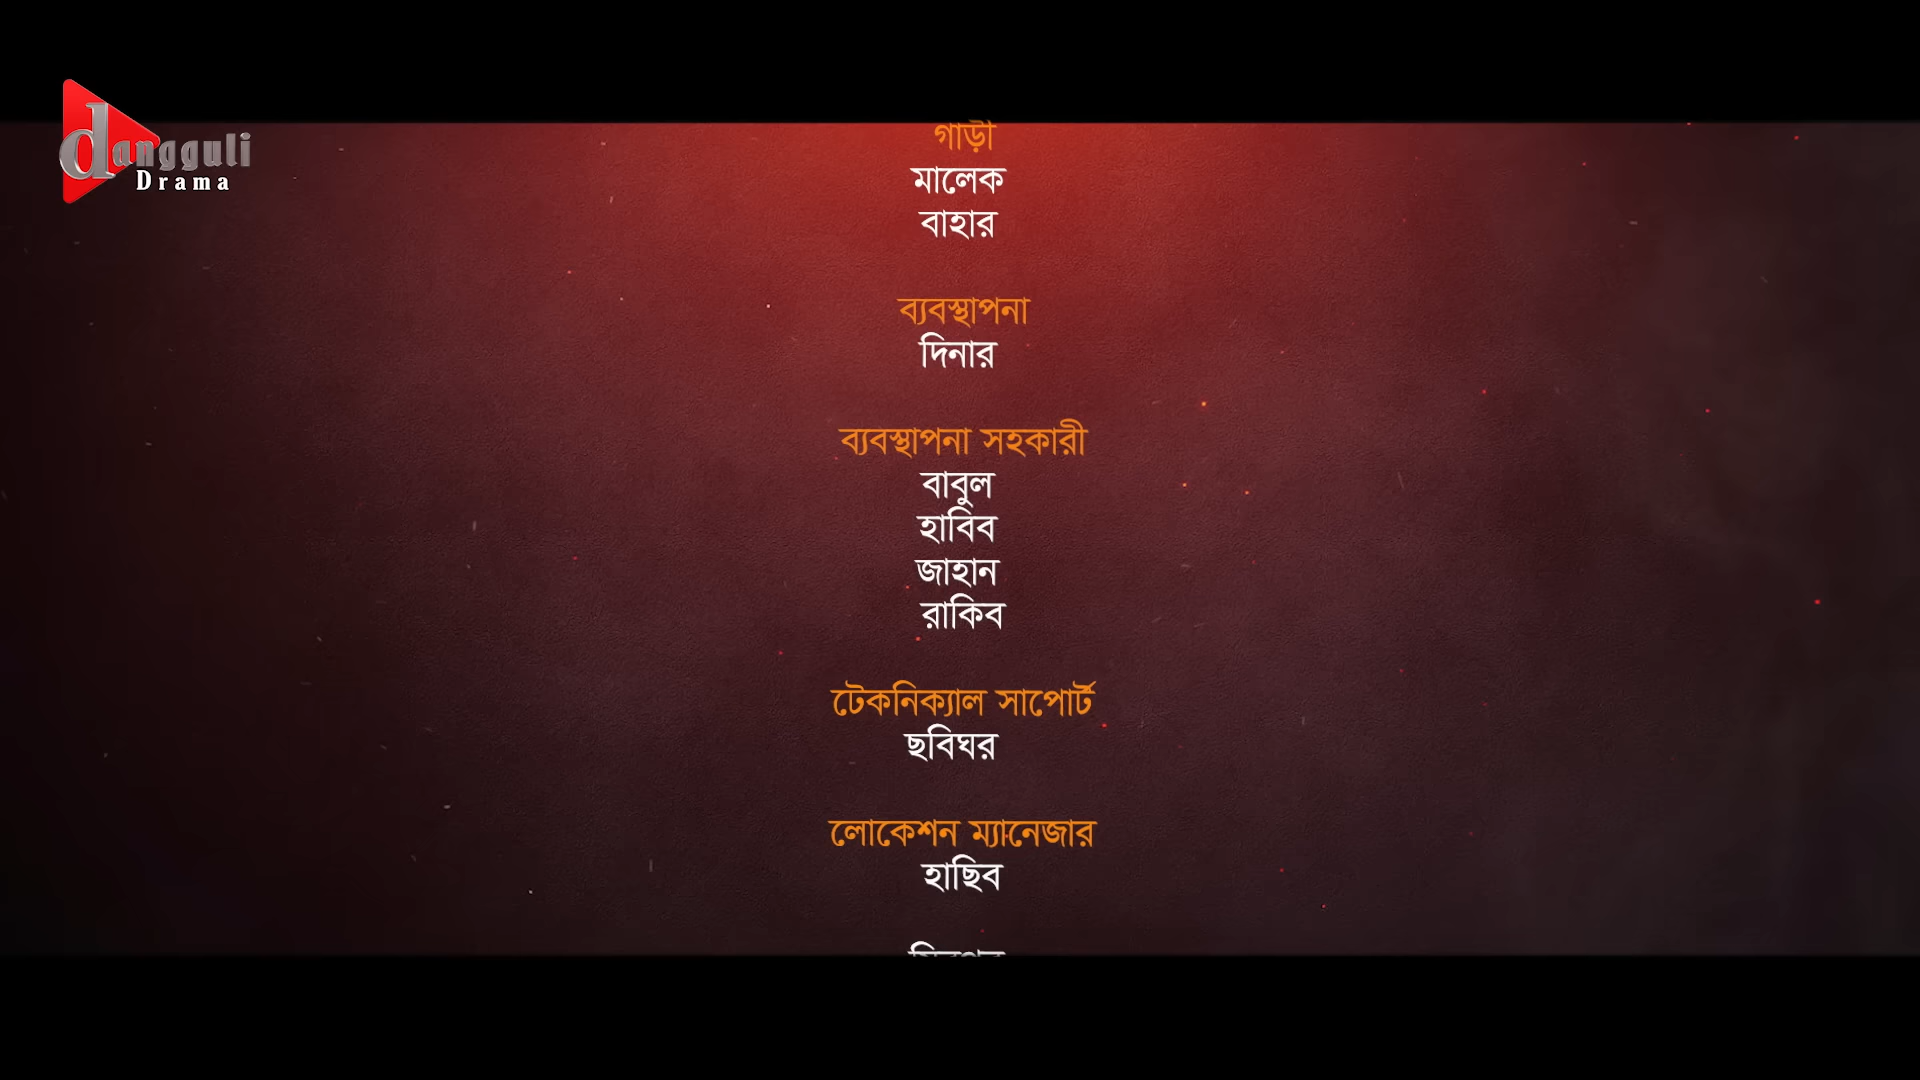 dangguli
Drama
গাড়ী
মালেক
বাহার
ব্যবস্থাপনা
দিনার
ব্যবস্থাপনা সহকারী
বাবুল
হাবিব
জাহান
রাকিব
টেকনিক্যাল সাপোর্ট
ছবিঘর
লোকেশন ম্যানেজার
হাছিব